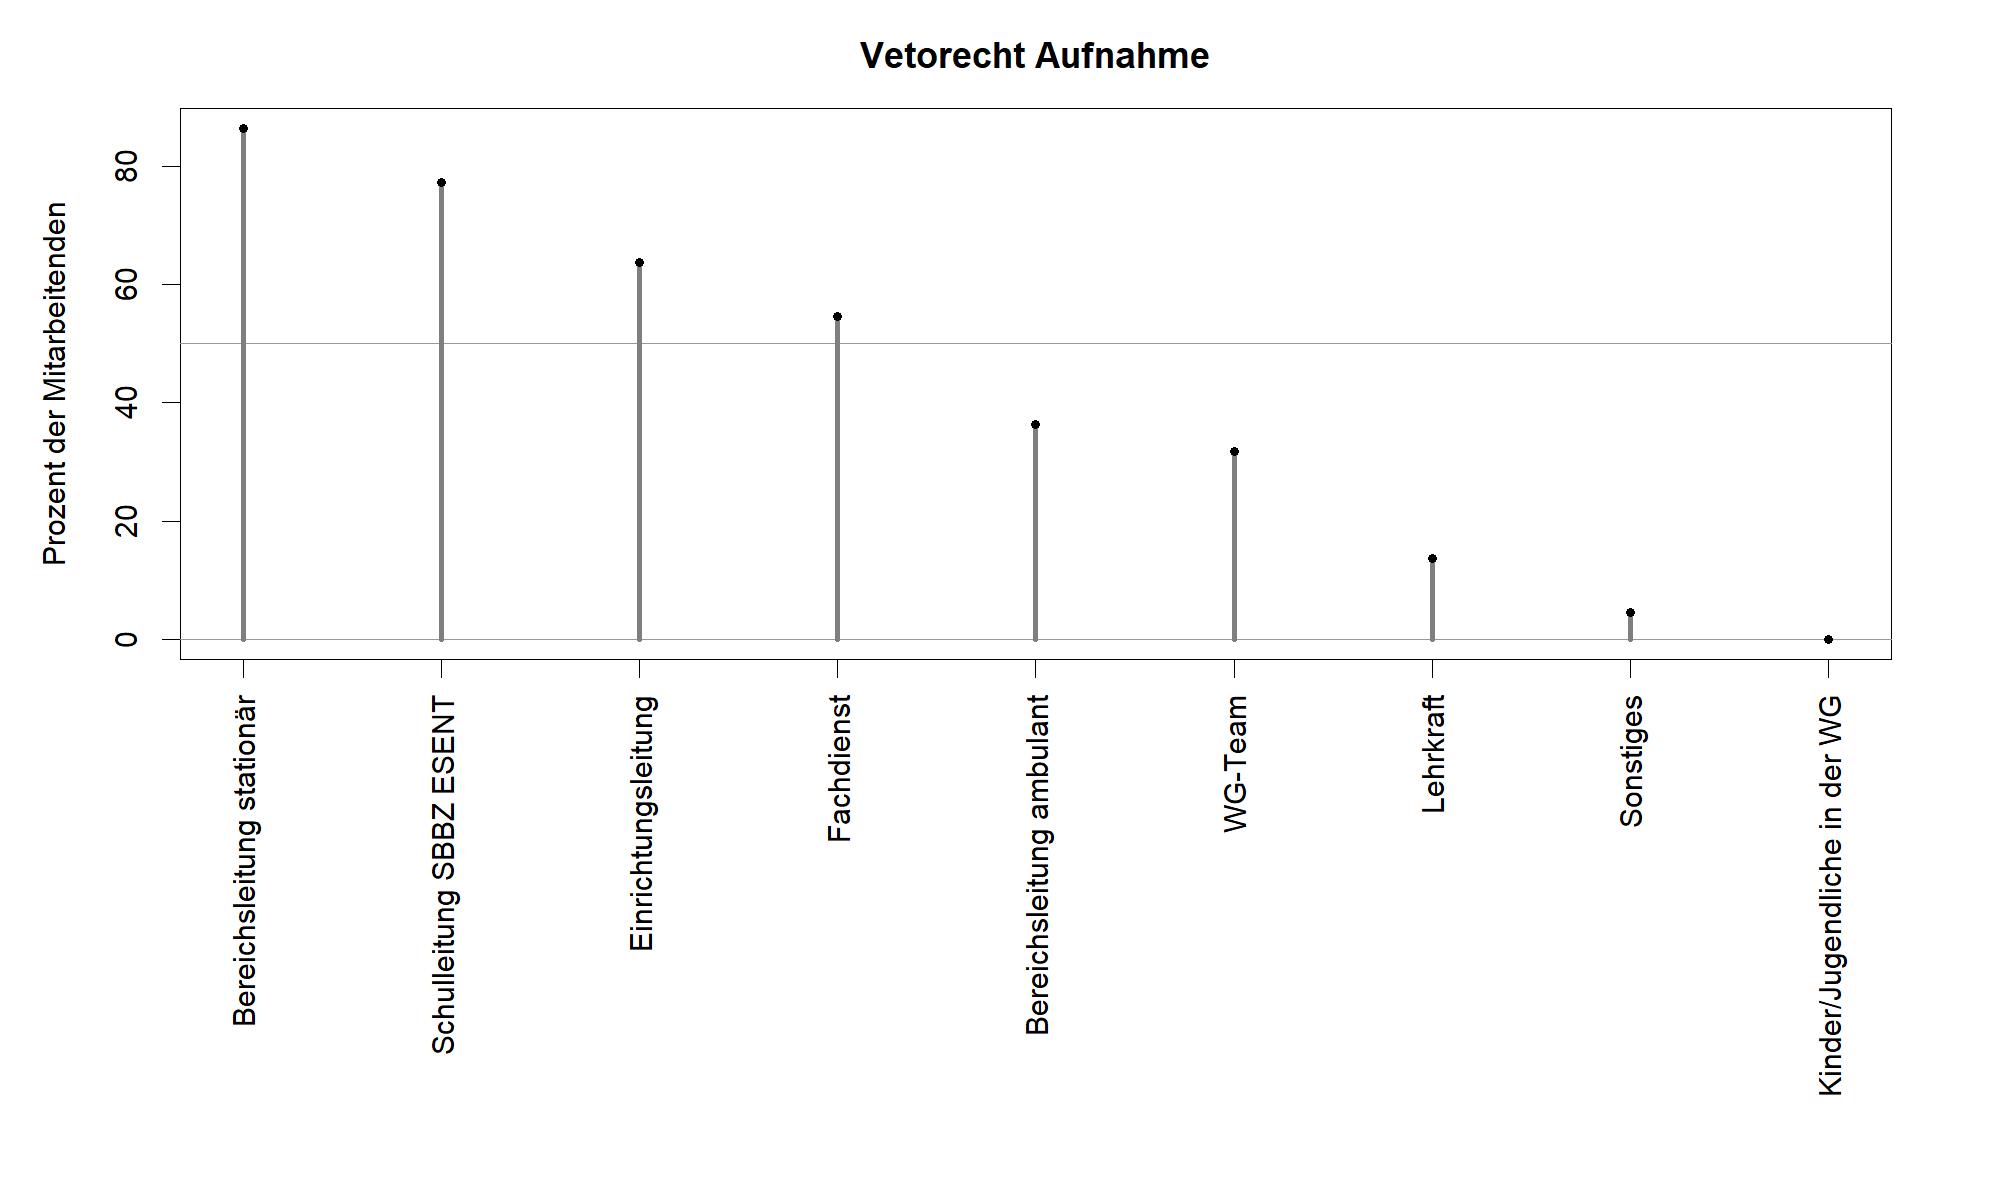 Vetorecht Aufnahme
Prozent der Mitarbeitenden
80
60
40
20
0
Bereichsleitung stationär
Schulleitung SBBZ ESENT
Einrichtungsleitung
Fachdienst
Bereichsleitung ambulant
WG-Team
Lehrkraft
Sonstiges
Kinder/Jugendliche in der WG